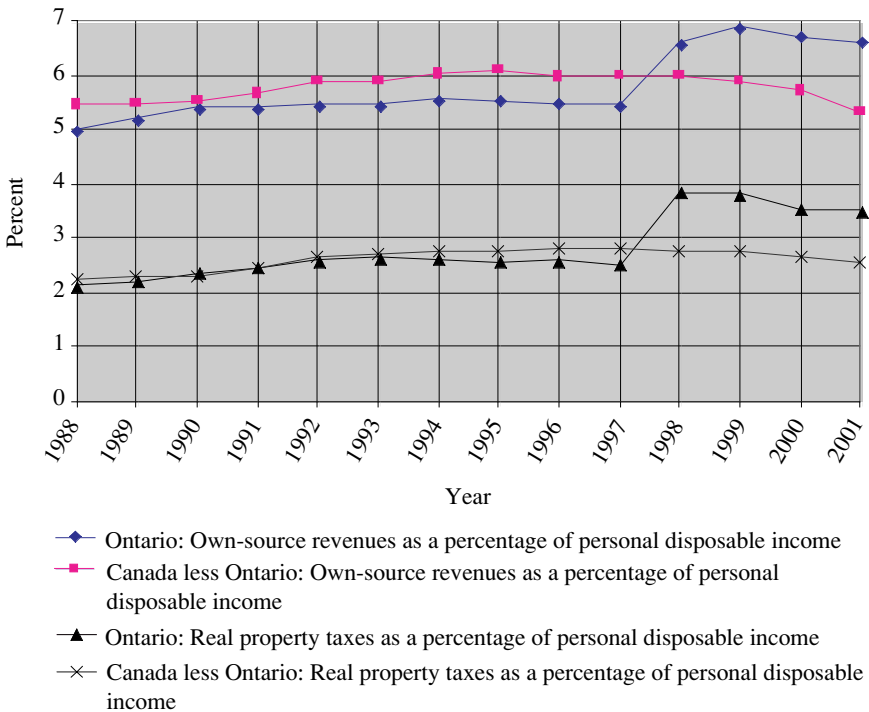 7
6
5
4
3
2
1
0
Percent
1988
1989
1990
1991
1992
1993
1994
1995
1996
1997
1998
1999
2000
2001
Year
Ontario: Own-source revenues as a percentage of personal disposable income
Canada less Ontario: Own-source revenues as a percentage of personal
disposable income
Ontario: Real property taxes as a percentage of personal disposable income
Canada less Ontario: Real property taxes as a percentage of personal disposable
income